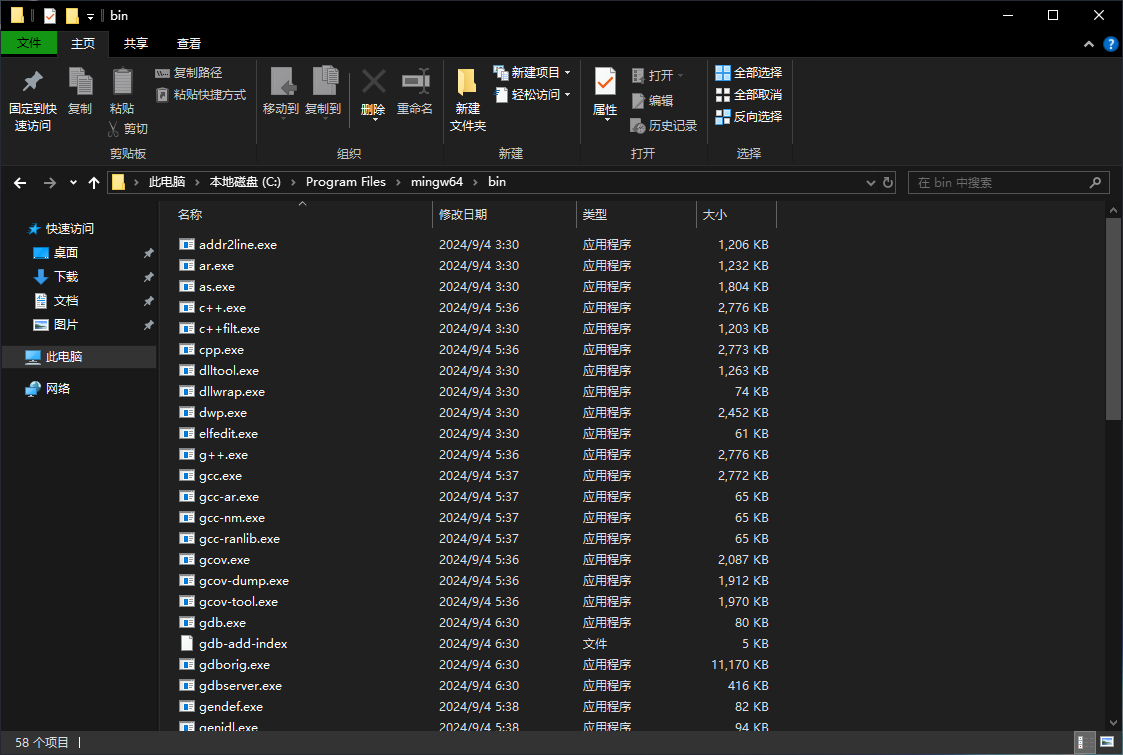 bin
文件 主页 共享 查看
固定到快速访问 复制 粘贴 复制路径 粘贴快捷方式 剪切
移动到 复制到 删除 重命名
新建文件夹 新建项目 轻松访问
属性 打开 编辑 历史记录
全部选择 全部取消 反向选择
剪贴板 组织 新建 打开 选择
此电脑 本地磁盘 (C:) Program Files mingw64 bin
在 bin 中搜索
快速访问
桌面
下载
文档
图片
此电脑
网络
名称 修改日期 类型 大小
addr2line.exe 2024/9/4 3:30 应用程序 1,206 KB
ar.exe 2024/9/4 3:30 应用程序 1,232 KB
as.exe 2024/9/4 3:30 应用程序 1,804 KB
c++.exe 2024/9/4 5:36 应用程序 2,776 KB
c++filt.exe 2024/9/4 3:30 应用程序 1,203 KB
cpp.exe 2024/9/4 5:36 应用程序 2,773 KB
dlltool.exe 2024/9/4 3:30 应用程序 1,263 KB
dllwrap.exe 2024/9/4 3:30 应用程序 74 KB
dwp.exe 2024/9/4 3:30 应用程序 2,452 KB
elfedit.exe 2024/9/4 3:30 应用程序 61 KB
g++.exe 2024/9/4 5:36 应用程序 2,776 KB
gcc.exe 2024/9/4 5:37 应用程序 2,772 KB
gcc-ar.exe 2024/9/4 5:37 应用程序 65 KB
gcc-nm.exe 2024/9/4 5:37 应用程序 65 KB
gcc-ranlib.exe 2024/9/4 5:37 应用程序 65 KB
gcov.exe 2024/9/4 5:36 应用程序 2,087 KB
gcov-dump.exe 2024/9/4 5:36 应用程序 1,912 KB
gcov-tool.exe 2024/9/4 5:36 应用程序 1,970 KB
gdb.exe 2024/9/4 6:30 应用程序 80 KB
gdb-add-index 2024/9/4 6:30 文件 5 KB
gdborig.exe 2024/9/4 6:30 应用程序 11,170 KB
gdbserver.exe 2024/9/4 6:30 应用程序 416 KB
gendef.exe 2024/9/4 5:38 应用程序 82 KB
genidl.exe 2024/9/4 5:38 应用程序 94 KB
58 个项目